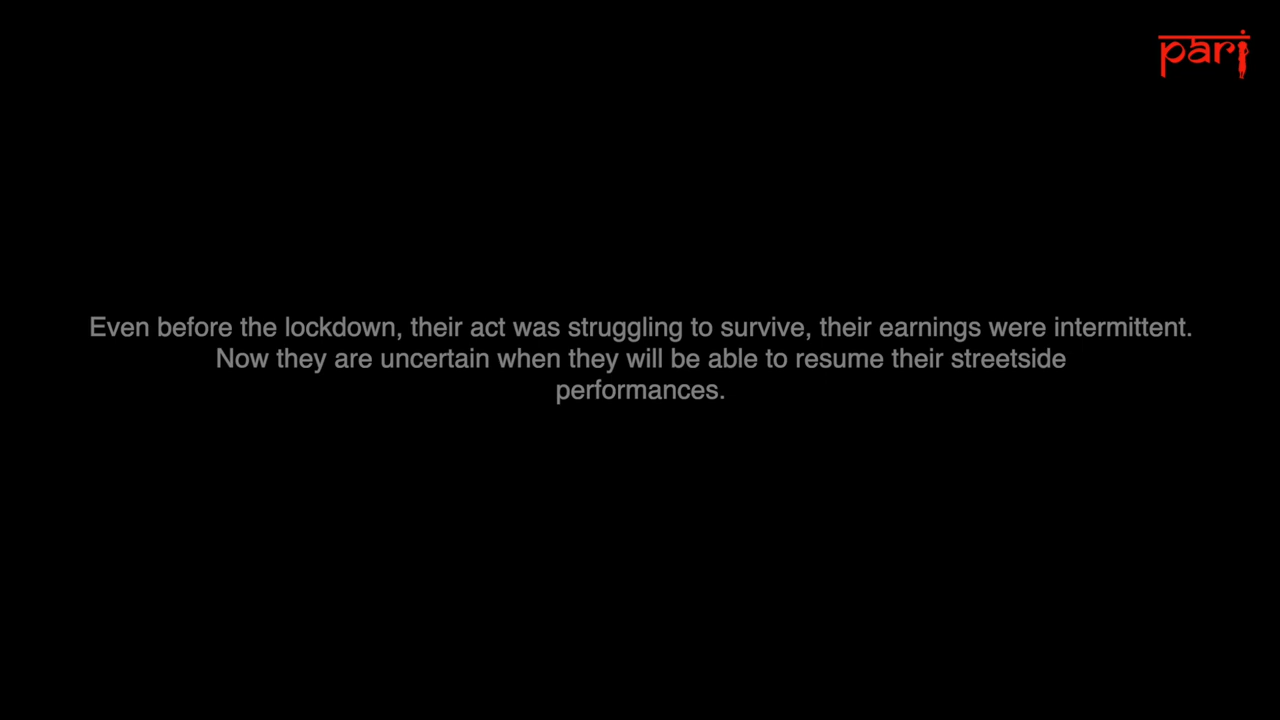 pari
Even before the lockdown, their act was struggling to survive, their earnings were intermittent.
Now they are uncertain when they will be able to resume their streetside
performances.